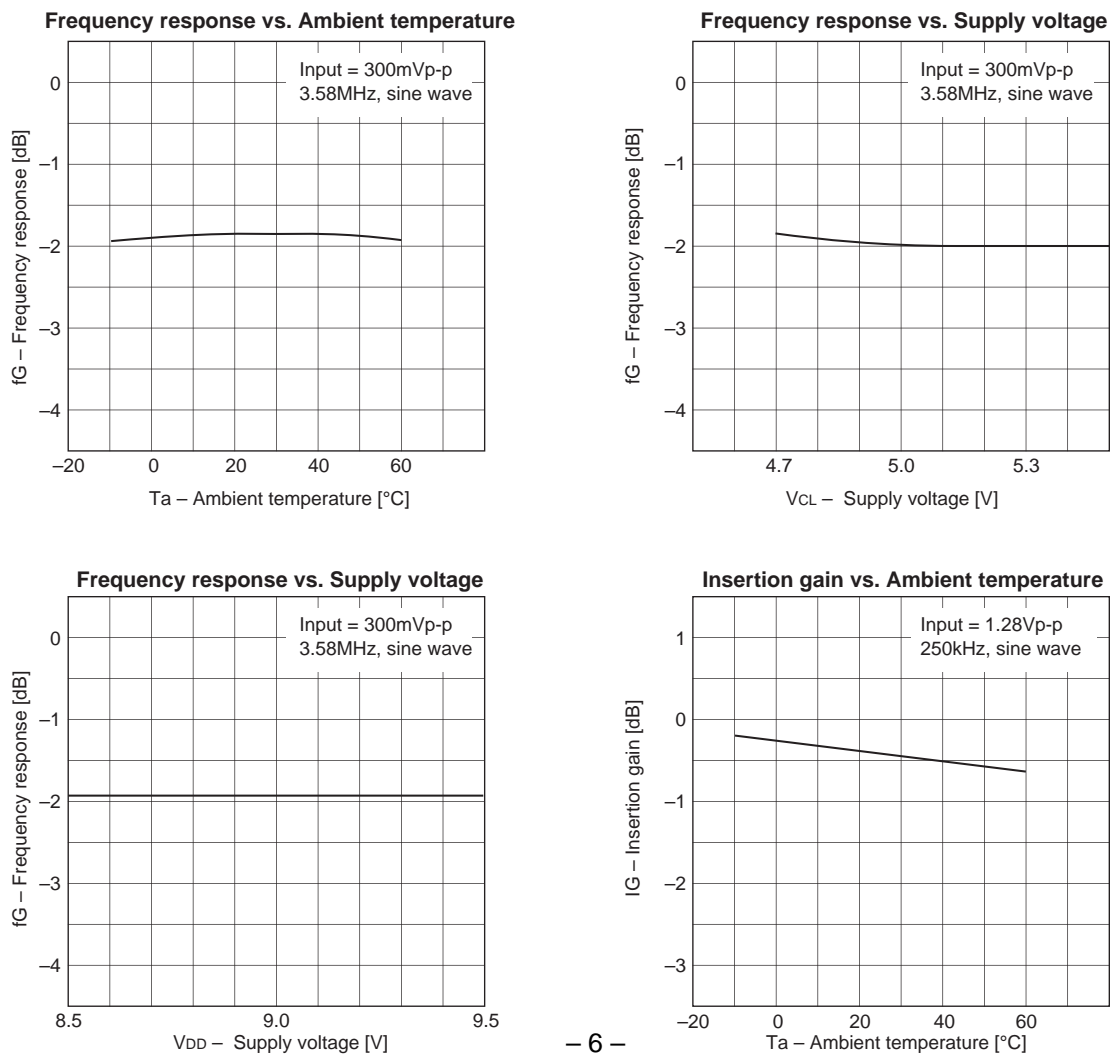 Frequency response vs. Ambient temperature
Input = 300mVp-p
3.58MHz, sine wave
fG – Frequency response [dB]
0
–1
–2
–3
–4
–20 0 20 40 60
Ta – Ambient temperature [°C]
Frequency response vs. Supply voltage
Input = 300mVp-p
3.58MHz, sine wave
fG – Frequency response [dB]
0
–1
–2
–3
–4
4.7 5.0 5.3
VCL – Supply voltage [V]
Frequency response vs. Supply voltage
Input = 300mVp-p
3.58MHz, sine wave
fG – Frequency response [dB]
0
–1
–2
–3
–4
8.5 9.0 9.5
VDD – Supply voltage [V]
Insertion gain vs. Ambient temperature
Input = 1.28Vp-p
250kHz, sine wave
IG – Insertion gain [dB]
1
0
–1
–2
–3
–20 0 20 40 60
Ta – Ambient temperature [°C]
– 6 –